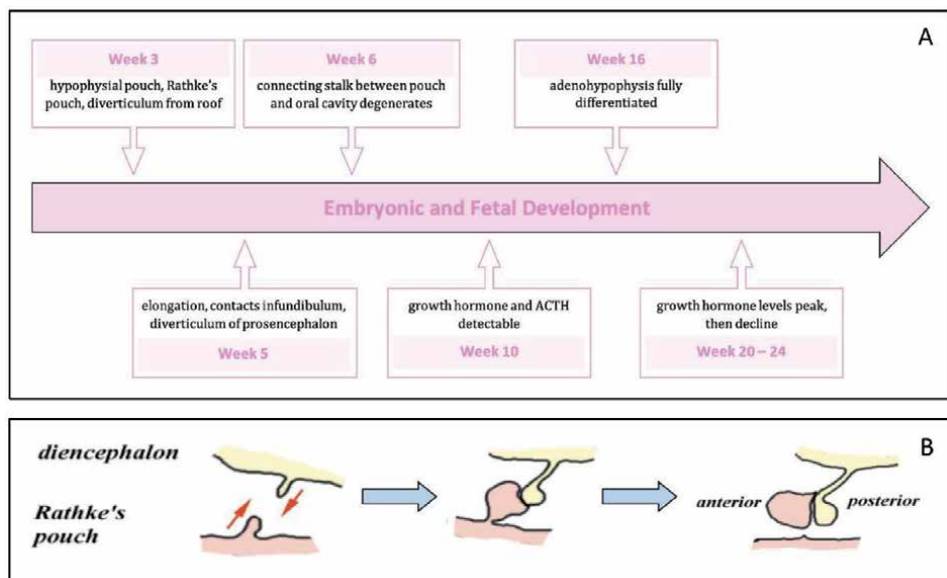 A
Week 3
hypophysial pouch, Rathke's
pouch, diverticulum from roof
Week 6
connecting stalk between pouch
and oral cavity degenerates
Week 16
adenohypophysis fully
differentiated
Embryonic and Fetal Development
elongation, contacts infundibulum,
diverticulum of prosencephalon
Week 5
growth hormone and ACTH
detectable
Week 10
growth hormone levels peak,
then decline
Week 20 – 24
B
diencephalon
Rathke's
pouch
anterior
posterior